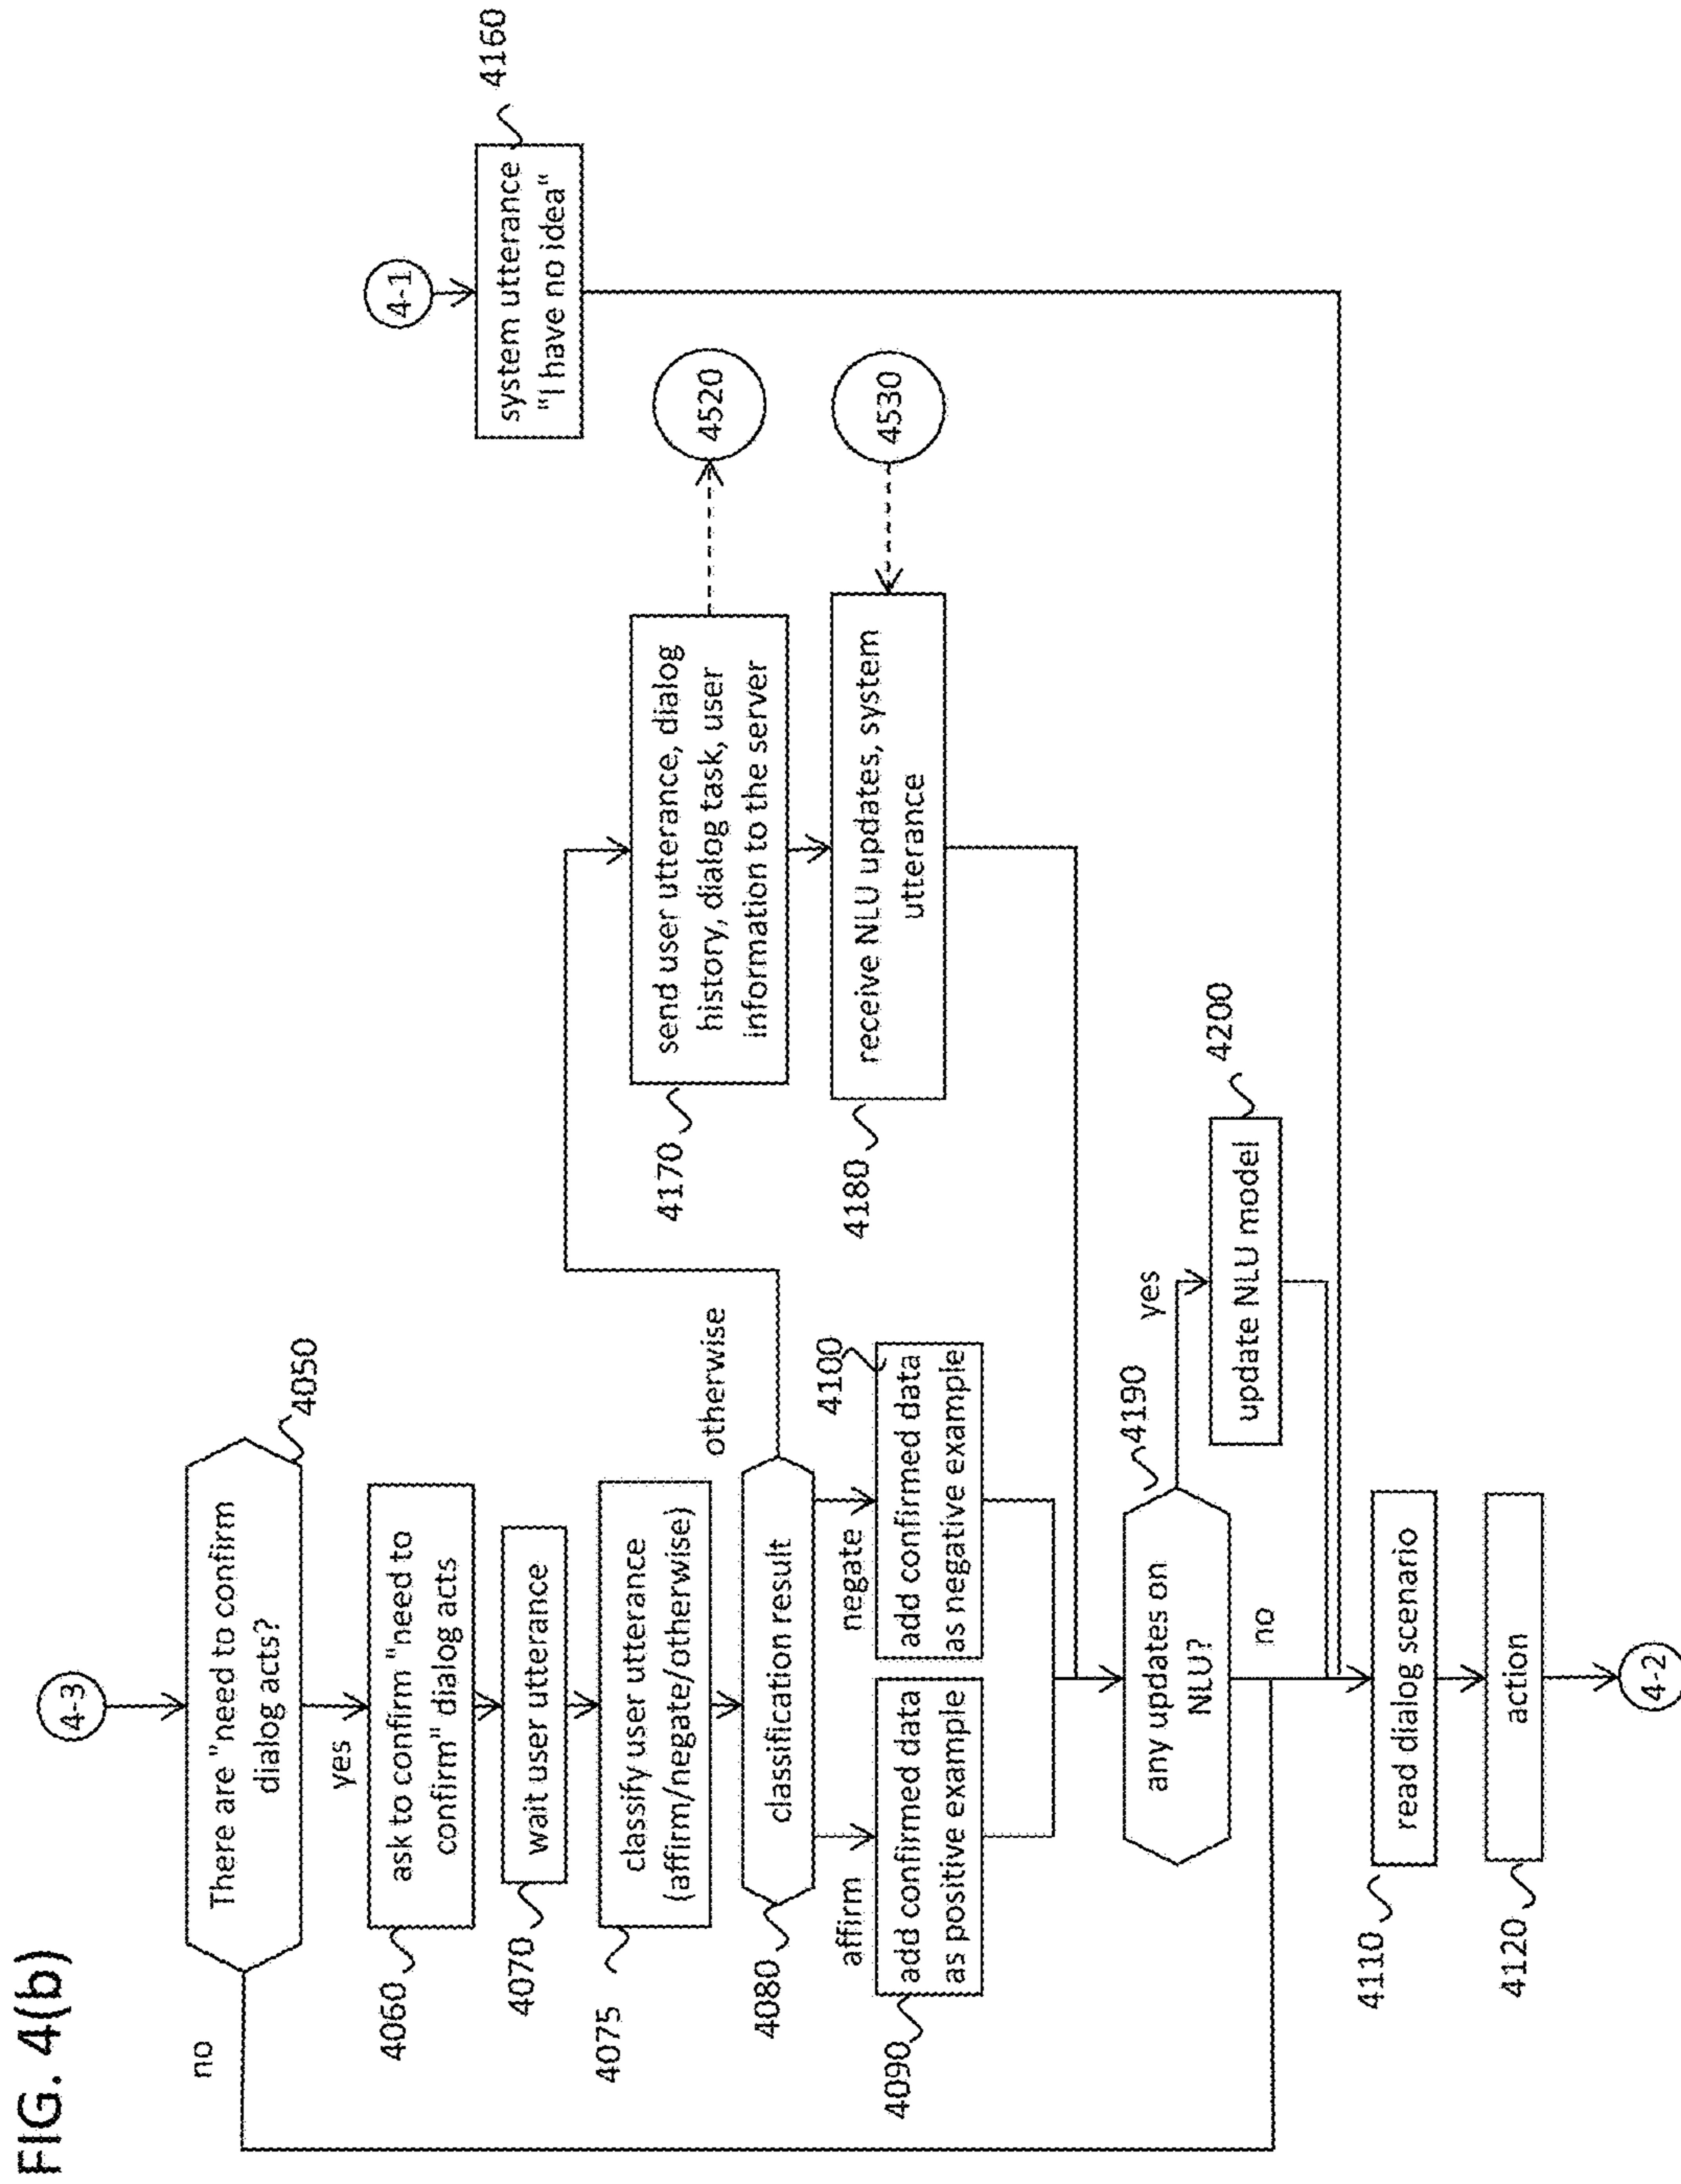 FIG. 4(b)
4-3
There are "need to confirm
dialog acts?
4050
no
yes
ask to confirm "need to
confirm" dialog acts
4060
wait user utterance
4070
classify user utterance
(affirm/negate/otherwise)
4075
classification result
4080
otherwise
affirm
negate
add confirmed data
as positive example
4090
add confirmed data
as negative example
4100
send user utterance, dialog
history, dialog task, user
information to the server
4170
4520
receive NLU updates, system
utterance
4180
4530
4-1
system utterance
"I have no idea"
4160
any updates on
NLU?
4190
yes
no
update NLU model
4200
read dialog scenario
4110
action
4120
4-2